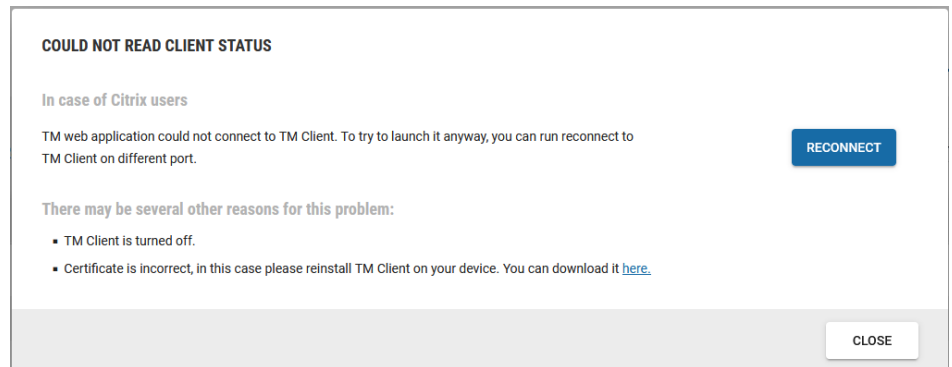 COULD NOT READ CLIENT STATUS
In case of Citrix users
TM web application could not connect to TM Client. To try to launch it anyway, you can run reconnect to
TM Client on different port.
RECONNECT
There may be several other reasons for this problem:
▪ TM Client is turned off.
▪ Certificate is incorrect, in this case please reinstall TM Client on your device. You can download it here.
CLOSE